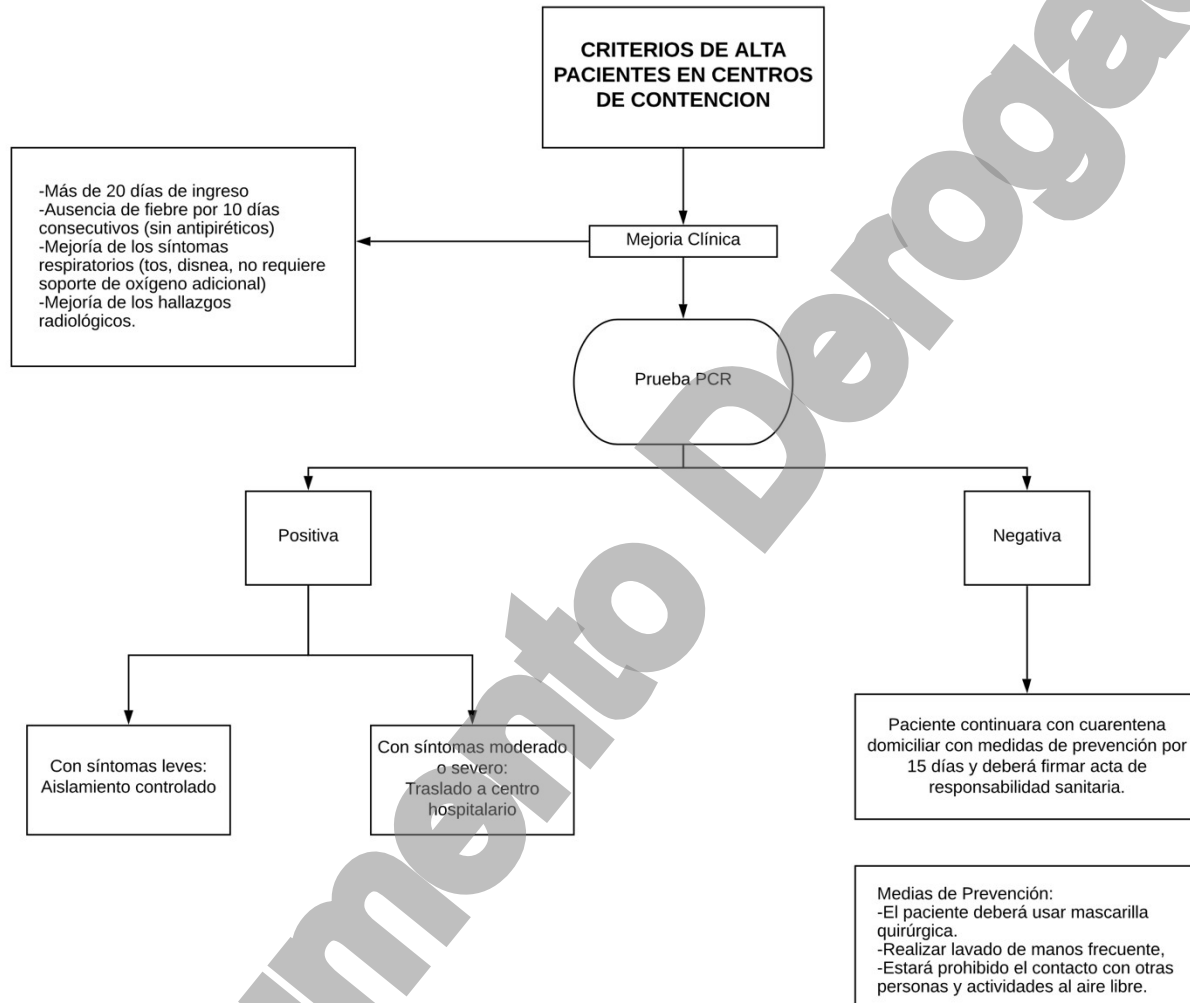 CRITERIOS DE ALTA
PACIENTES EN CENTROS
DE CONTENCION
-Más de 20 días de ingreso
-Ausencia de fiebre por 10 días
consecutivos (sin antipiréticos)
-Mejoría de los síntomas
respiratorios (tos, disnea, no requiere
soporte de oxígeno adicional)
-Mejoría de los hallazgos
radiológicos.
Mejoria Clínica
Prueba PCR
Positiva
Negativa
Con síntomas leves:
Aislamiento controlado
Con síntomas moderado
o severo:
Traslado a centro
hospitalario
Paciente continuara con cuarentena
domiciliar con medidas de prevención por
15 días y deberá firmar acta de
responsabilidad sanitaria.
Medias de Prevención:
-El paciente deberá usar mascarilla
quirúrgica.
-Realizar lavado de manos frecuente,
-Estará prohibido el contacto con otras
personas y actividades al aire libre.